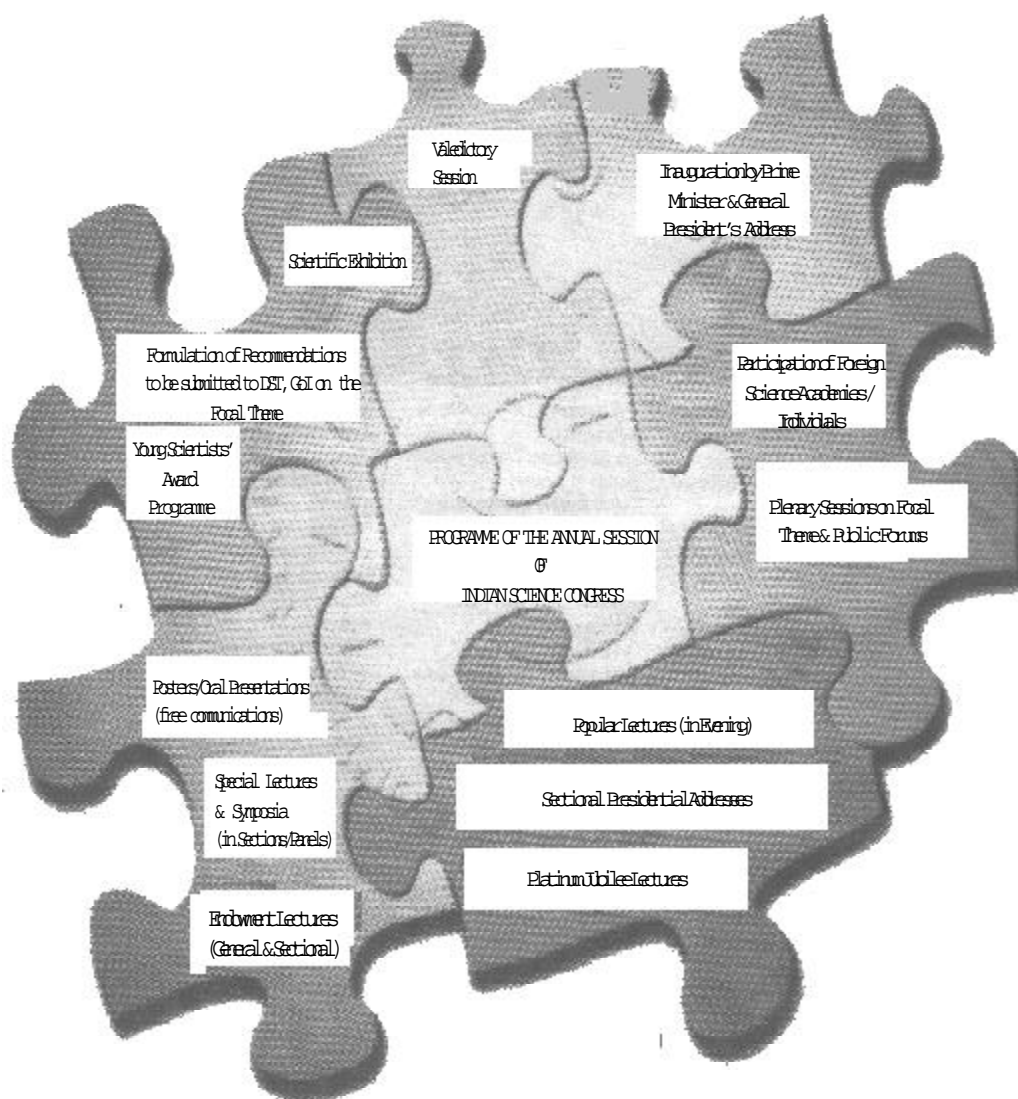 Valedictory
Session
Inauguration by Prime
Minister & General
President's Address
Scientific Exhibition
Formulation of Recommendations
to be submitted to DST, GoI on the
Focal Theme
Participation of Foreign
Science Academies /
Individuals
Young Scientists'
Award
Programme
Plenary Sessions on Focal
Theme & Public Forums
PROGRAMME OF THE ANNUAL SESSION
OF
INDIAN SCIENCE CONGRESS
Posters/Oral Presentations
(free communications)
Popular Lectures (in Evening)
Special Lectures
& Symposia
(in Sections/Panels)
Sectional Presidential Addresses
Platinum Jubilee Lectures
Endowment Lectures
(General & Sectional)